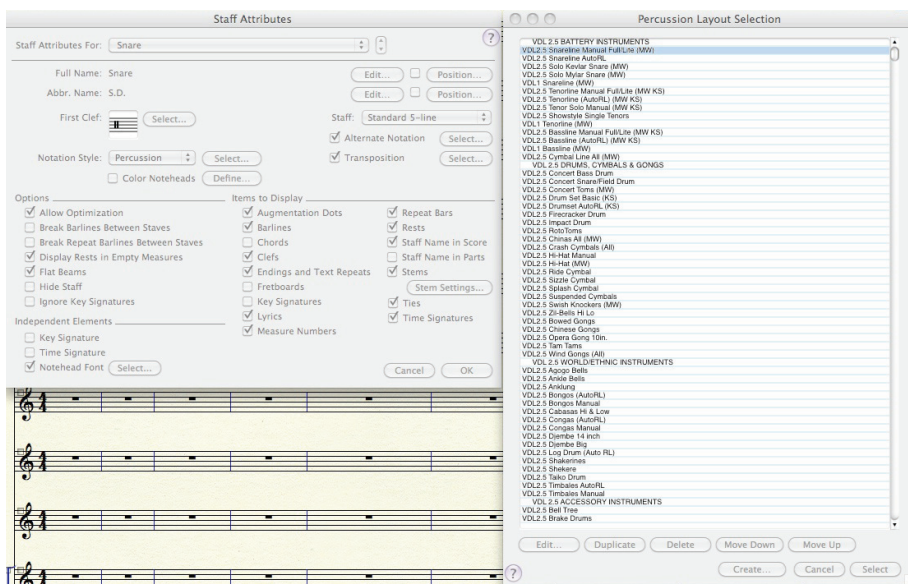 Staff Attributes
Staff Attributes For: Snare
?
Full Name: Snare
Edit... Position...
Abbr. Name: S.D.
Edit... Position...
First Clef: Select...
Staff: Standard 5-line
Alternate Notation Select...
Notation Style: Percussion Select...
Transposition Select...
Color Noteheads Define...
Options
Allow Optimization
Break Barlines Between Staves
Break Repeat Barlines Between Staves
Display Rests in Empty Measures
Flat Beams
Hide Staff
Ignore Key Signatures
Independent Elements
Key Signature
Time Signature
Notehead Font Select...
Items to Display
Augmentation Dots
Barlines
Chords
Clefs
Endings and Text Repeats
Fretboards
Key Signatures
Lyrics
Measure Numbers
Repeat Bars
Rests
Staff Name in Score
Staff Name in Parts
Stems
Stem Settings...
Ties
Time Signatures
Cancel OK
Percussion Layout Selection
VDL 2.5 BATTERY INSTRUMENTS
VDL2.5 Snareline Manual Full/Lite (MW)
VDL2.5 Snareline AutoRL
VDL2.5 Solo Kevlar Snare (MW)
VDL2.5 Solo Mylar Snare (MW)
VDL1 Snareline (MW)
VDL2.5 Tenorline Manual Full/Lite (MW KS)
VDL2.5 Tenorline (AutoRL) (MW KS)
VDL2.5 Tenor Solo Manual (MW KS)
VDL2.5 Showstyle Single Tenors
VDL1 Tenorline (MW)
VDL2.5 Bassline Manual Full/Lite (MW KS)
VDL2.5 Bassline (AutoRL) (MW KS)
VDL1 Bassline (MW)
VDL2.5 Cymbal Line All (MW)
VDL 2.5 DRUMS, CYMBALS & GONGS
VDL2.5 Concert Bass Drum
VDL2.5 Concert Snare/Field Drum
VDL2.5 Concert Toms (MW)
VDL2.5 Drum Set Basic (KS)
VDL2.5 Drumset AutoRL (KS)
VDL2.5 Firecracker Drum
VDL2.5 Impact Drum
VDL2.5 RotoToms
VDL2.5 Chinas All (MW)
VDL2.5 Crash Cymbals (All)
VDL2.5 Hi-Hat Manual
VDL2.5 Hi-Hat (MW)
VDL2.5 Ride Cymbal
VDL2.5 Sizzle Cymbal
VDL2.5 Splash Cymbal
VDL2.5 Suspended Cymbals
VDL2.5 Swish Knockers (MW)
VDL2.5 Zil-Bells Hi Lo
VDL2.5 Bowed Gongs
VDL2.5 Chinese Gongs
VDL2.5 Opera Gong 10in.
VDL2.5 Tam Tams
VDL2.5 Wind Gongs (All)
VDL 2.5 WORLD/ETHNIC INSTRUMENTS
VDL2.5 Agogo Bells
VDL2.5 Ankle Bells
VDL2.5 Anklung
VDL2.5 Bongos (AutoRL)
VDL2.5 Bongos Manual
VDL2.5 Cabasas Hi & Low
VDL2.5 Congas (AutoRL)
VDL2.5 Congas Manual
VDL2.5 Djembe 14 inch
VDL2.5 Djembe Big
VDL2.5 Log Drum (Auto RL)
VDL2.5 Shakerines
VDL2.5 Shekere
VDL2.5 Taiko Drum
VDL2.5 Timbales AutoRL
VDL2.5 Timbales Manual
VDL 2.5 ACCESSORY INSTRUMENTS
VDL2.5 Bell Tree
VDL2.5 Brake Drums
Edit... Duplicate Delete Move Down Move Up
? Create... Cancel Select